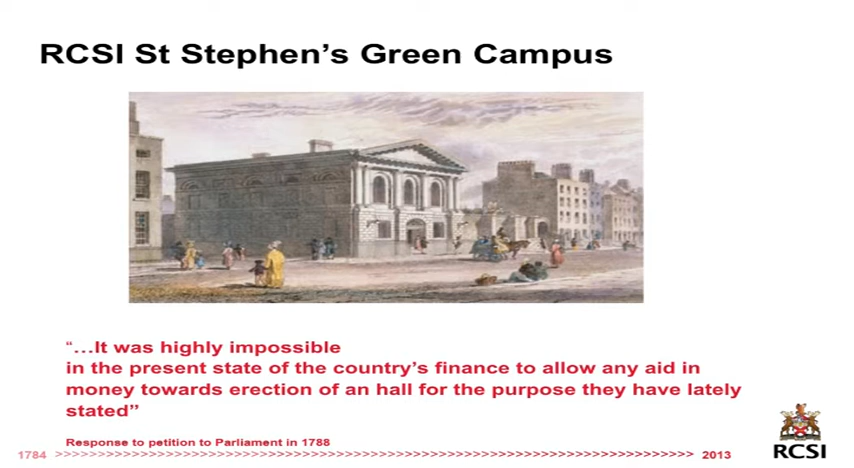 RCSI St Stephen's Green Campus
“…It was highly impossible
in the present state of the country's finance to allow any aid in
money towards erection of an hall for the purpose they have lately
stated”
Response to petition to Parliament in 1788
1784 >>>>>>>>>>>>>>>>>>>>>>>>>>>>>>>>>>>>>>>>>>>>>>>>>>>>>>>>>>>>>>>>>>>>>>>>>>>>>>>>>>>>>>>>>>>>>>>>>>>> 2013
RCSI